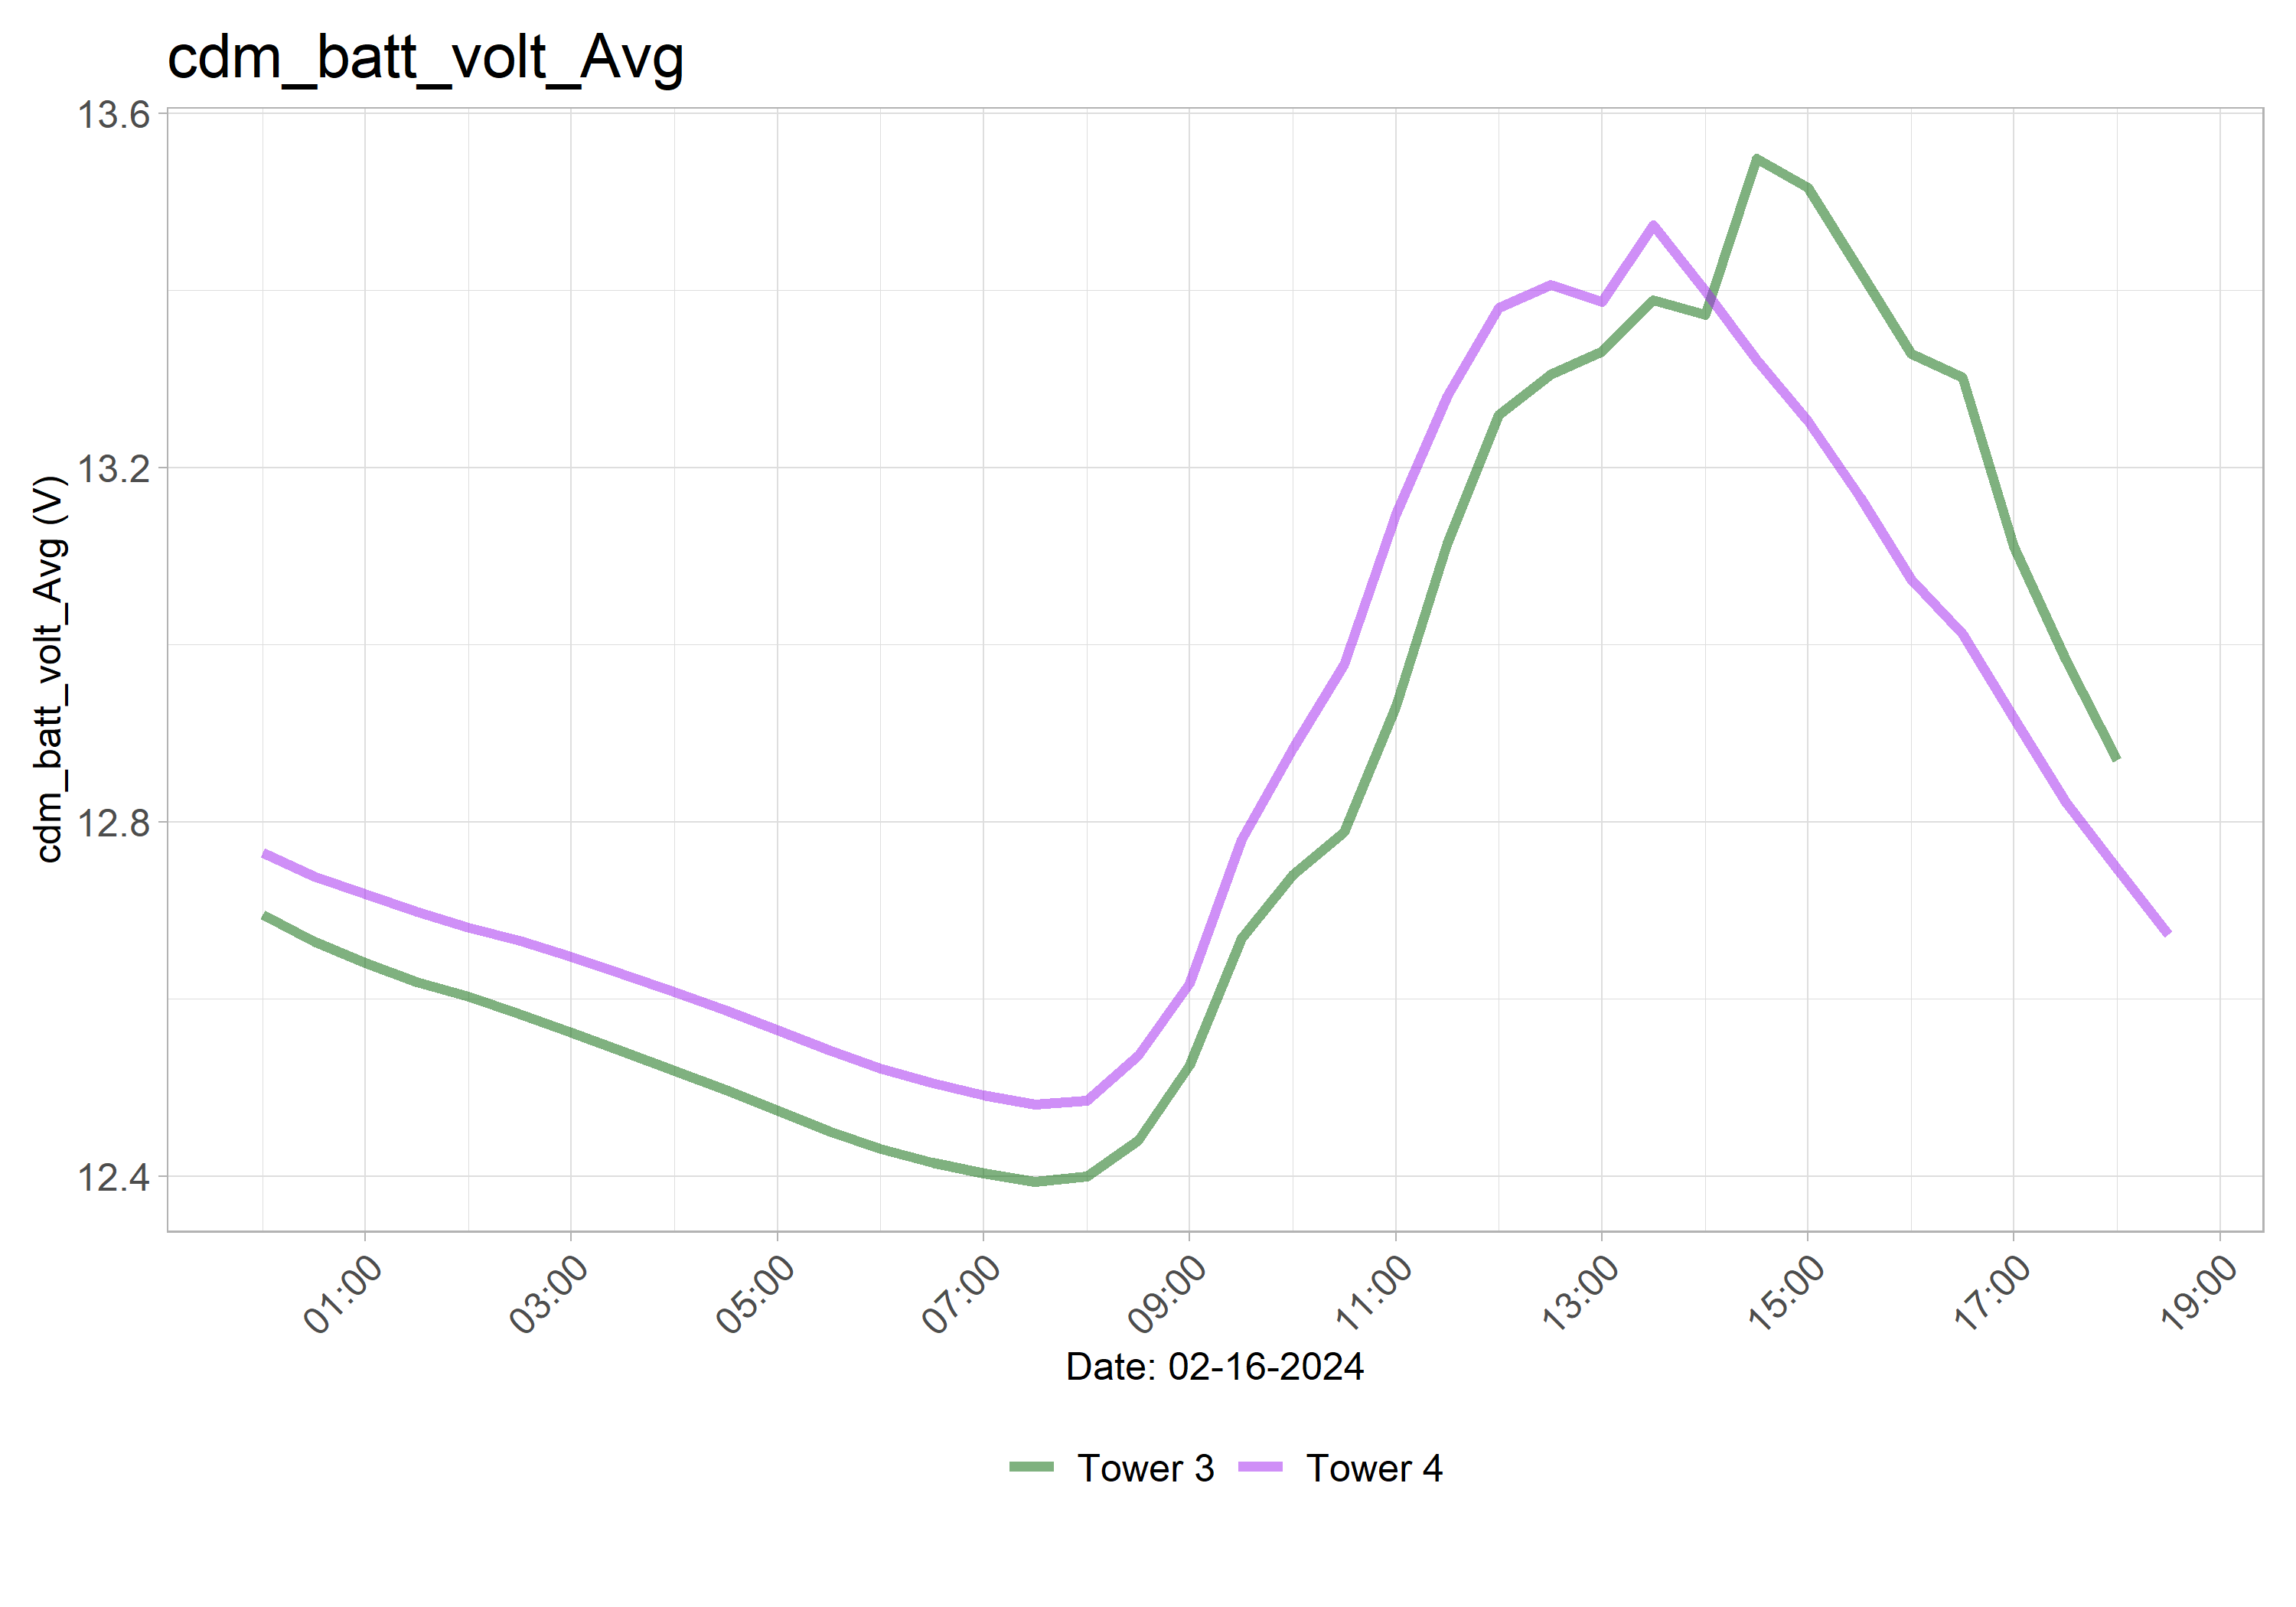 cdm_batt_volt_Avg
cdm_batt_volt_Avg (V)
13.6
13.2
12.8
12.4
01:00 03:00 05:00 07:00 09:00 11:00 13:00 15:00 17:00 19:00
Date: 02-16-2024
Tower 3 Tower 4